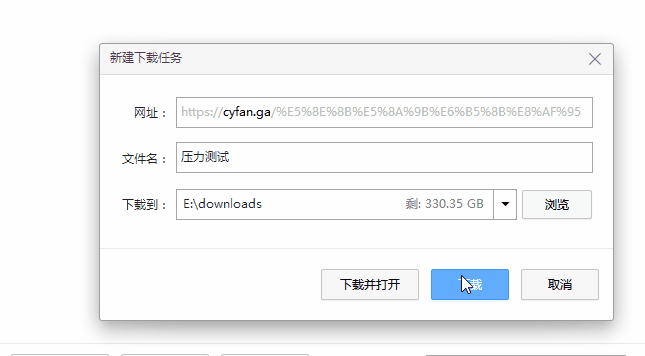 新建下载任务
网址： https://cyfan.ga/%E5%8E%8B%E5%8A%9B%E6%B5%8B%E8%AF%95
文件名： 压力测试
下载到： E:\downloads 剩: 330.35 GB 浏览
下载并打开 下载 取消